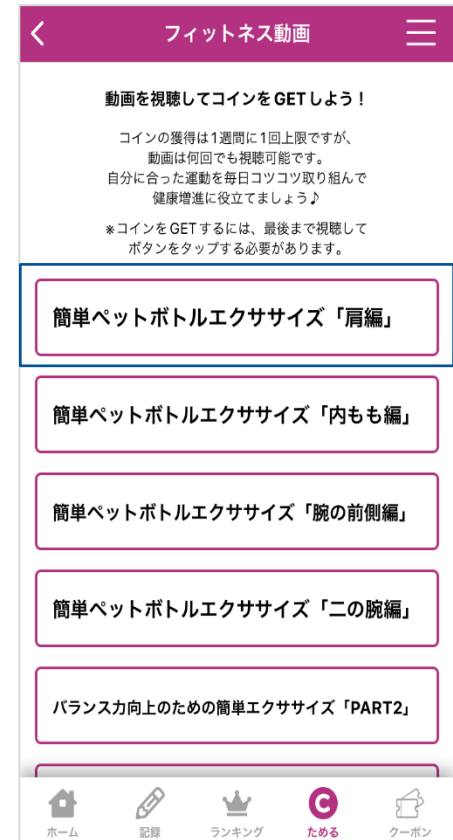 フィットネス動画
動画を視聴してコインをGETしよう！
コインの獲得は1週間に1回上限ですが、
動画は何回でも視聴可能です。
自分に合った運動を毎日コツコツ取り組んで
健康増進に役立てましょう♪
※コインをGETするには、最後まで視聴して
ボタンをタップする必要があります。
簡単ペットボトルエクササイズ「肩編」
簡単ペットボトルエクササイズ「内もも編」
簡単ペットボトルエクササイズ「腕の前側編」
簡単ペットボトルエクササイズ「二の腕編」
バランス力向上のための簡単エクササイズ「PART2」
C
ホーム 記録 ランキング ためる クーポン